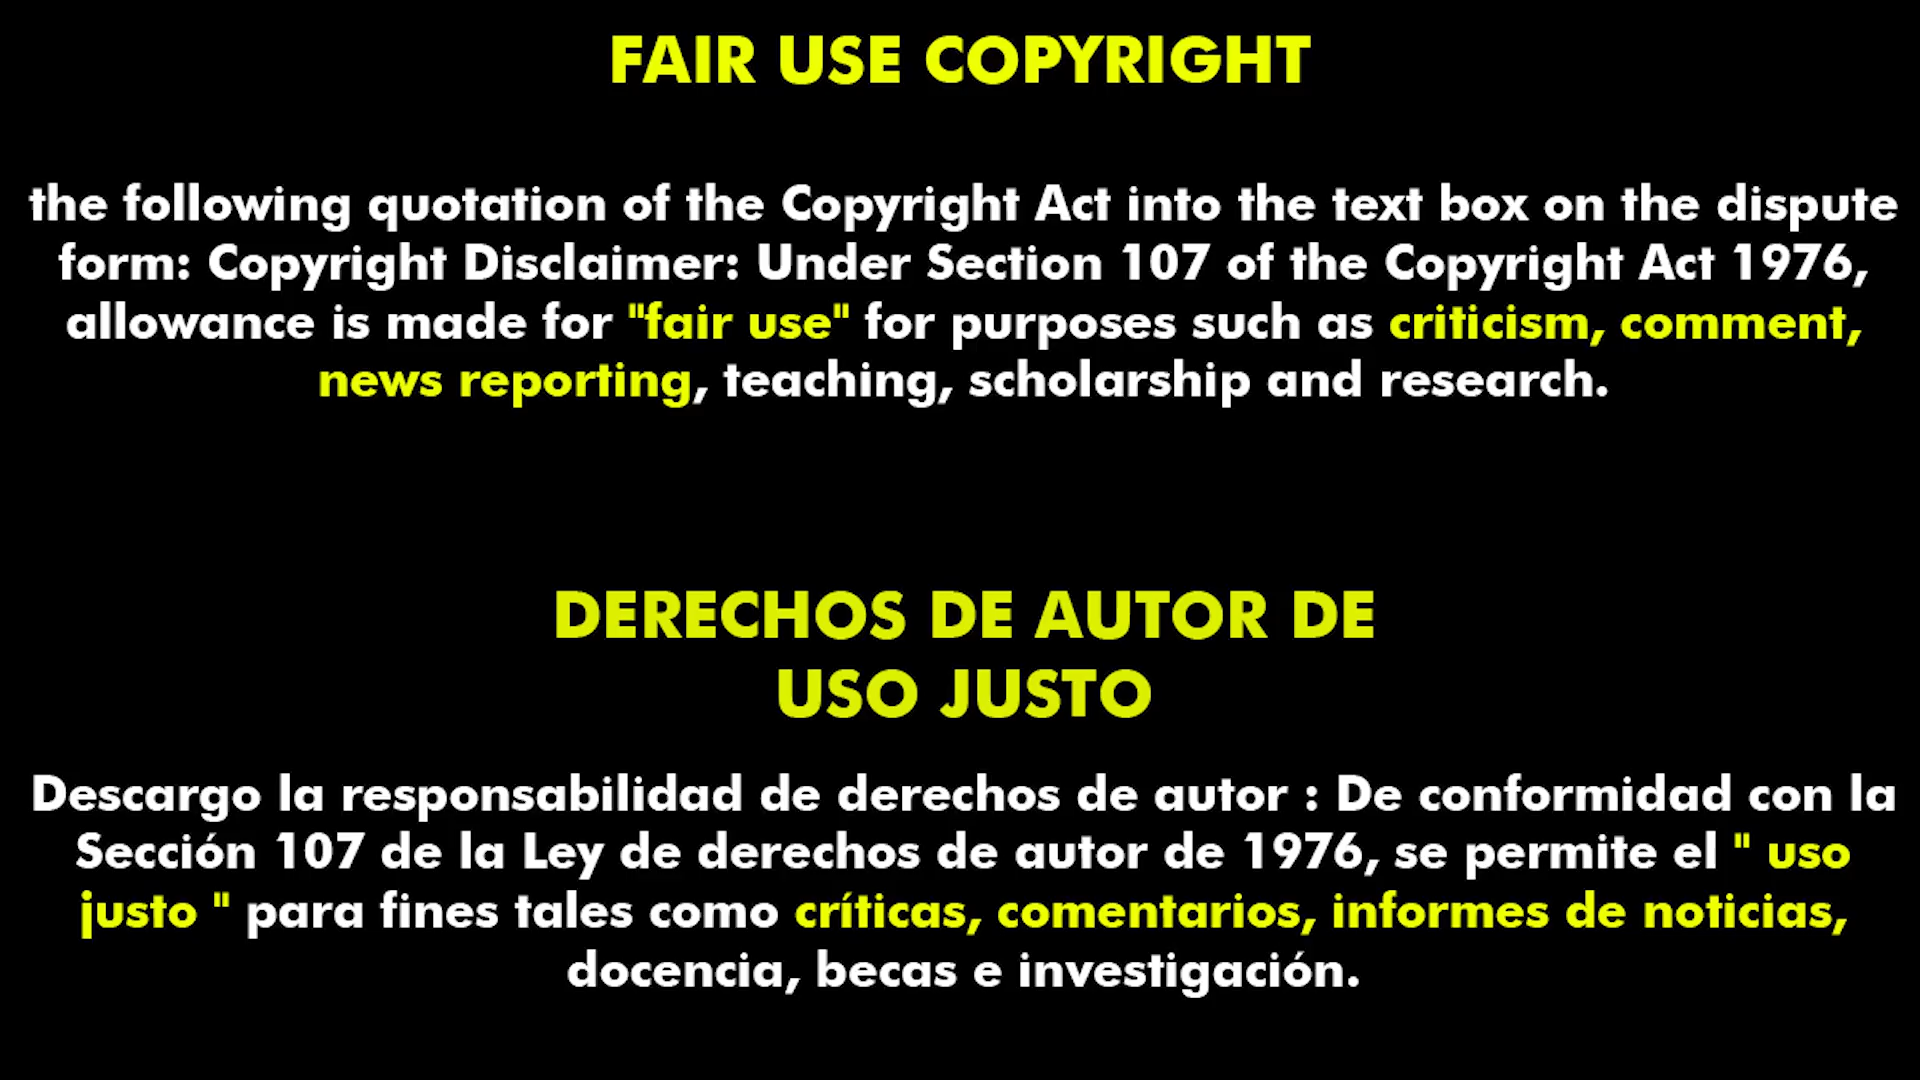 FAIR USE COPYRIGHT
the following quotation of the Copyright Act into the text box on the dispute
form: Copyright Disclaimer: Under Section 107 of the Copyright Act 1976,
allowance is made for "fair use" for purposes such as criticism, comment,
news reporting, teaching, scholarship and research.
DERECHOS DE AUTOR DE
USO JUSTO
Descargo la responsabilidad de derechos de autor : De conformidad con la
Sección 107 de la Ley de derechos de autor de 1976, se permite el " uso
justo " para fines tales como críticas, comentarios, informes de noticias,
docencia, becas e investigación.